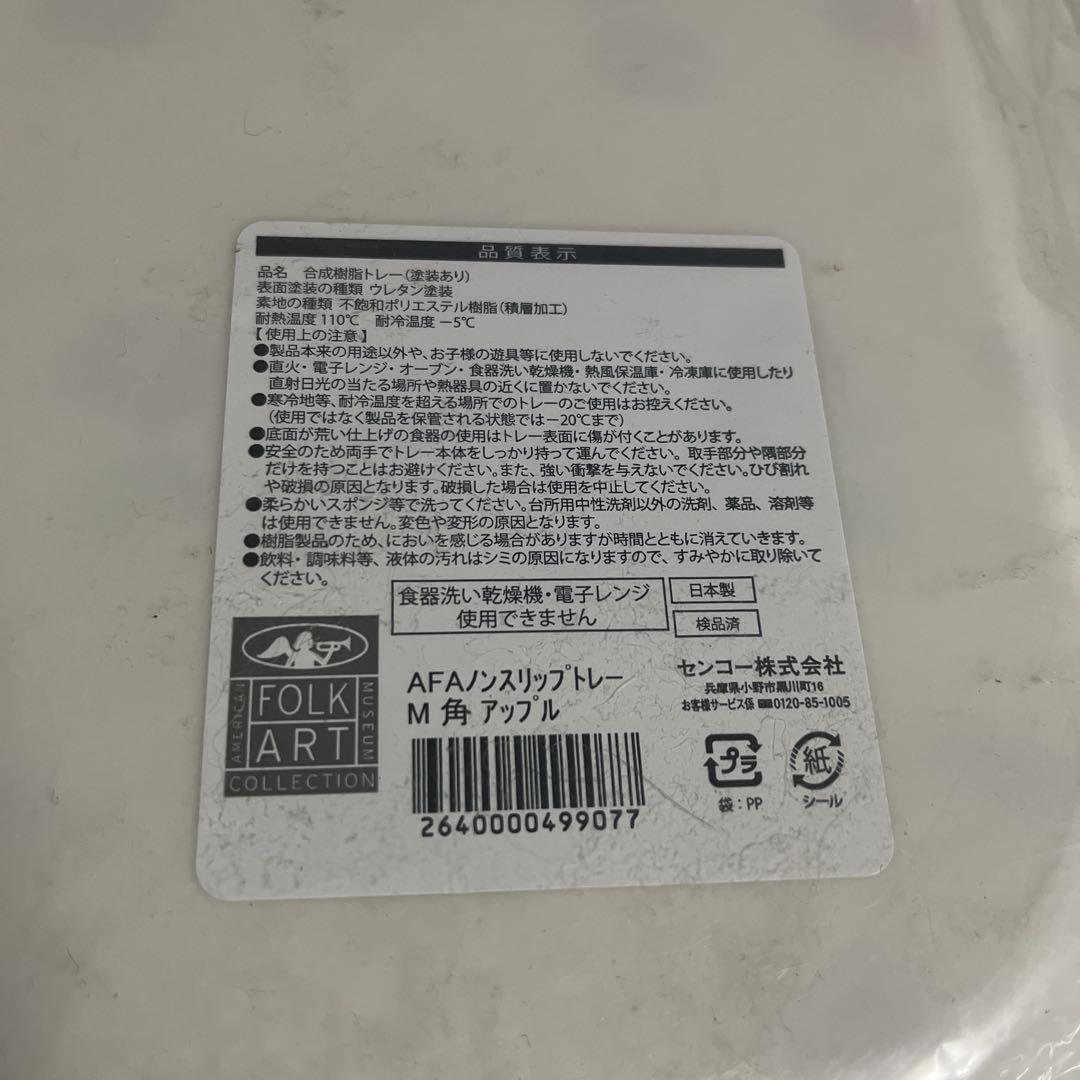 品質表示
品名 合成樹脂トレー(塗装あり)
表面塗装の種類 ウレタン塗装
素地の種類 不飽和ポリエステル樹脂(積層加工)
耐熱温度110℃ 耐冷温度-5℃
【使用上の注意】
●製品本来の用途以外や、お子様の遊具等に使用しないでください。
●直火・電子レンジ・オーブン・食器洗い乾燥機・熱風保温庫・冷凍庫に使用したり
直射日光の当たる場所や熱器具の近くに置かないでください。
●寒冷地等、耐冷温度を超える場所でのトレーのご使用はお控えください。
(使用ではなく製品を保管される状態では-20℃まで)
●底面が荒い仕上げの食器の使用はトレー表面に傷が付くことがあります。
●安全のため両手でトレー本体をしっかり持って運んでください。取手部分や隅部分
だけを持つことはお避けください。また、強い衝撃を与えないでください。ひび割れ
や破損の原因となります。破損した場合は使用を中止してください。
●柔らかいスポンジ等で洗ってください。台所用中性洗剤以外の洗剤、薬品、溶剤等
は使用できません。変色や変形の原因となります。
●樹脂製品のため、においを感じる場合がありますが時間とともに消えていきます。
●飲料・調味料等、液体の汚れはシミの原因になりますので、すみやかに取り除いて
ください。
食器洗い乾燥機・電子レンジ
使用できません
日本製
検品済
AMERICAN
FOLK
ART
MUSEUM
COLLECTION
AFAノンスリップトレー
M 角 アップル
2640000499077
センコー株式会社
兵庫県小野市黒川町16
お客様サービス係 0120-85-1005
プラ
袋:PP
紙
シール